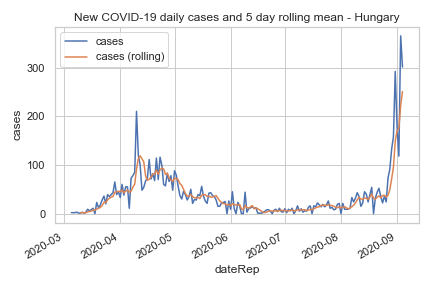 New COVID-19 daily cases and 5 day rolling mean - Hungary
cases
cases (rolling)
300
200
100
0
cases
2020-03
2020-04
2020-05
2020-06
2020-07
2020-08
2020-09
dateRep